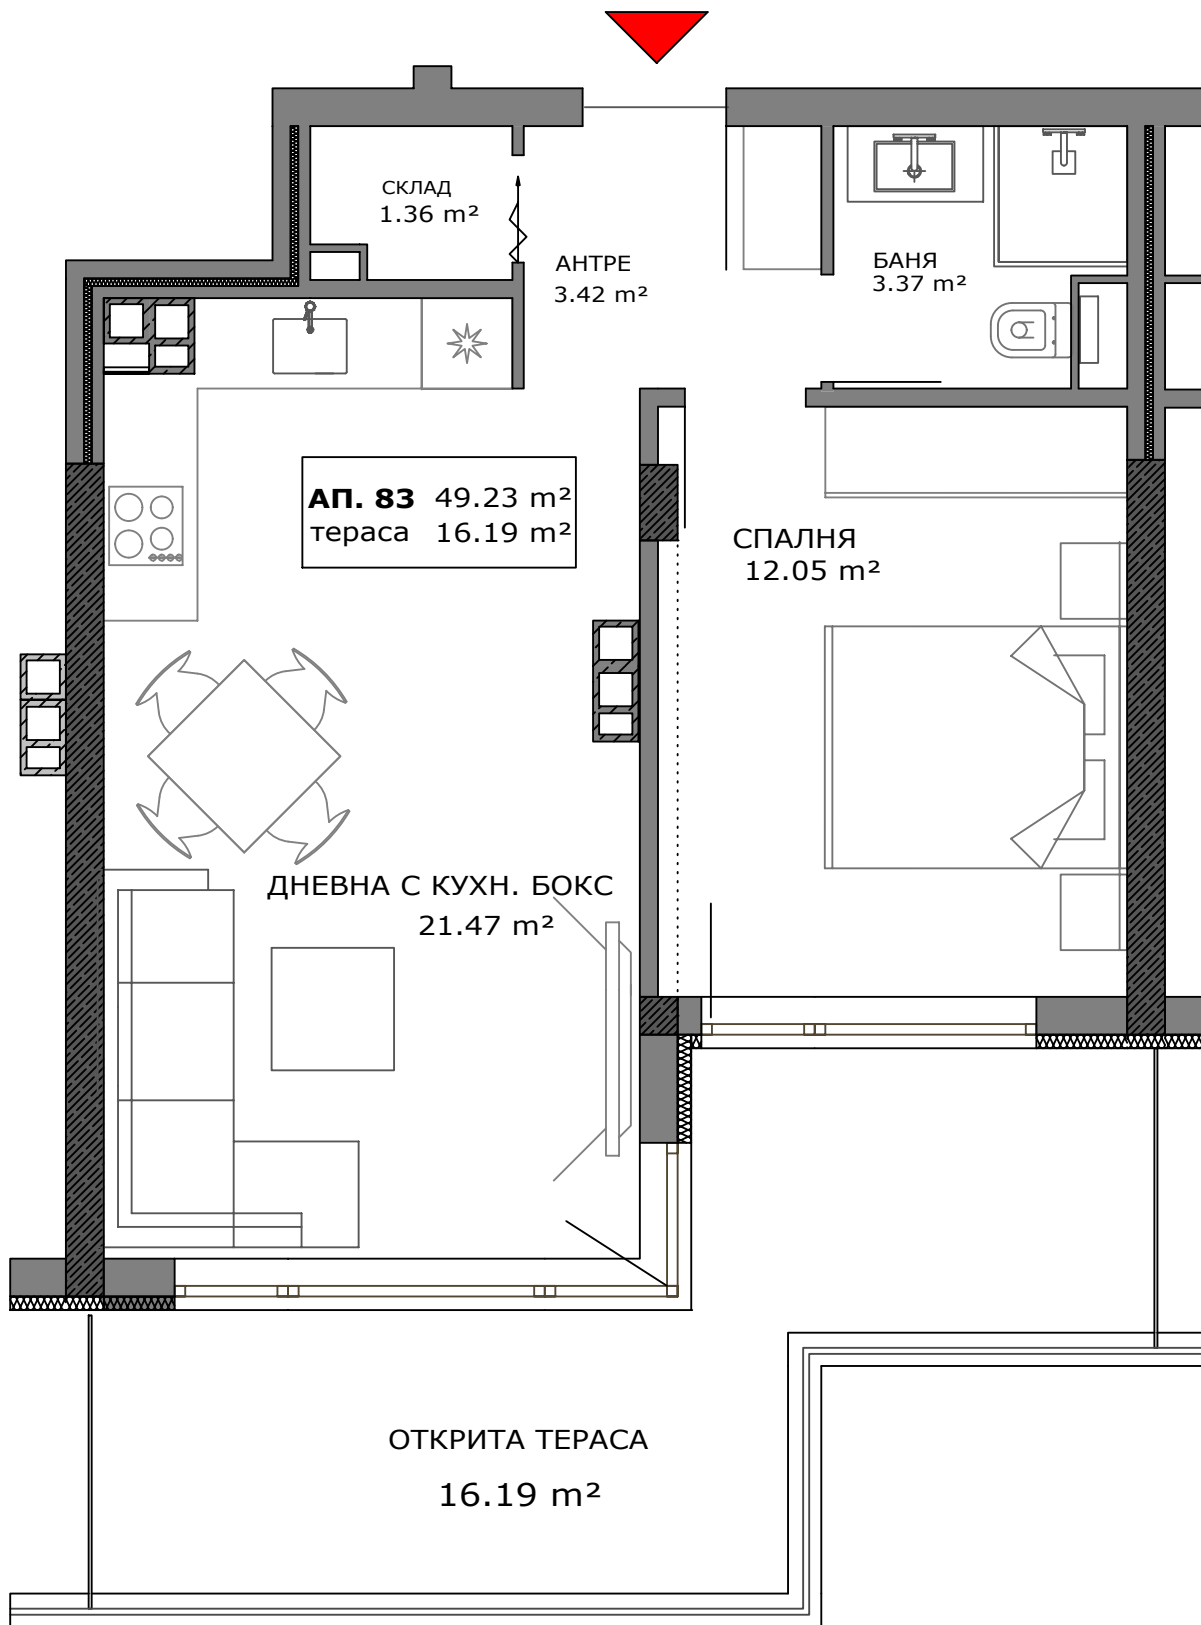 СКЛАД
1.36 m²
АНТРЕ
3.42 m²
БАНЯ
3.37 m²
АП. 83 49.23 m²
тераса 16.19 m²
СПАЛНЯ
12.05 m²
ДНЕВНА С КУХН. БОКС
21.47 m²
ОТКРИТА ТЕРАСА
16.19 m²